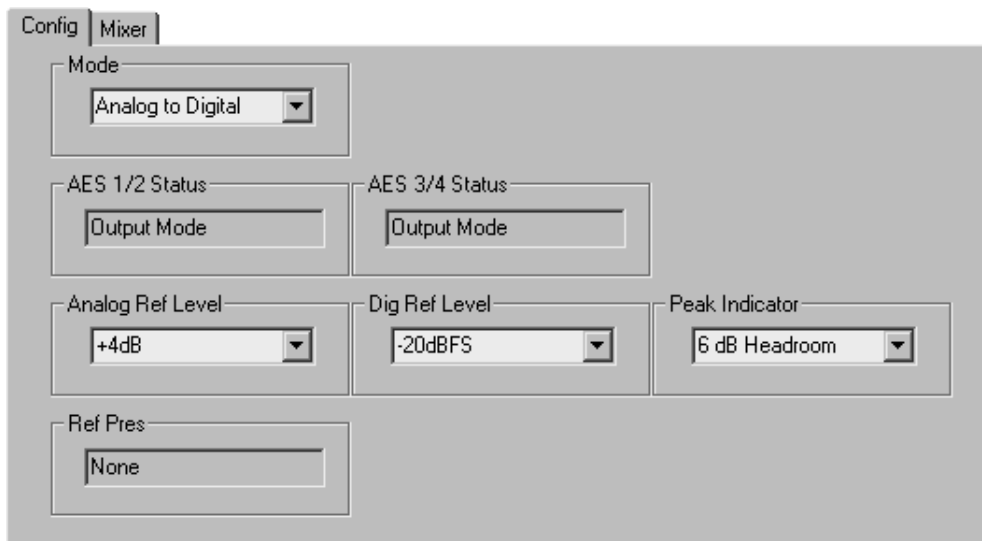 Config Mixer
Mode
Analog to Digital
AES 1/2 Status AES 3/4 Status
Output Mode Output Mode
Analog Ref Level Dig Ref Level Peak Indicator
+4dB -20dBFS 6 dB Headroom
Ref Pres
None